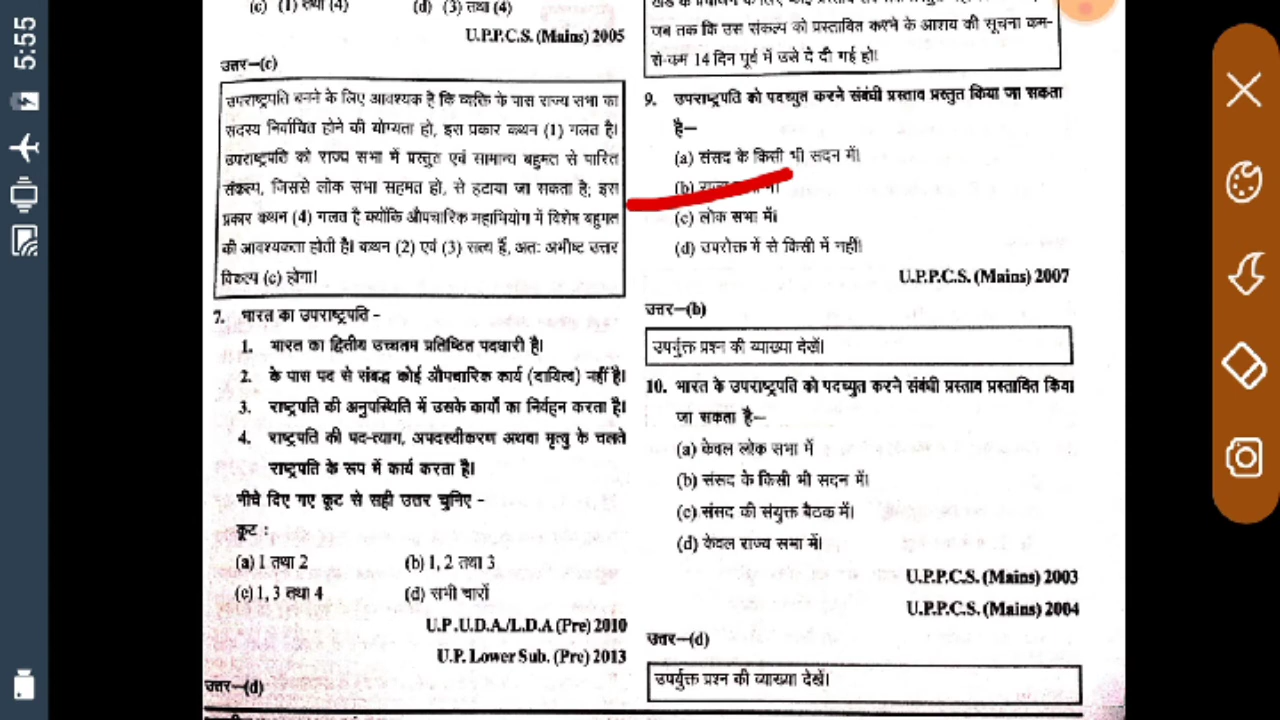 5:55
(c) (1) तथा (4) (d) (3) तथा (4)
U.P.P.C.S. (Mains) 2005
उत्तर–(c)
उपराष्ट्रपति बनने के लिए आवश्यक है कि व्यक्ति के पास राज्य सभा का
सदस्य निर्वाचित होने की योग्यता हो, इस प्रकार कथन (1) गलत है।
उपराष्ट्रपति को राज्य सभा में प्रस्तुत एवं सामान्य बहुमत से पारित
संकल्प, जिससे लोक सभा सहमत हो, से हटाया जा सकता है; इस
प्रकार कथन (4) गलत है क्योंकि औपचारिक महाभियोग में विशेष बहुमत
की आवश्यकता होती है। कथन (2) एवं (3) सत्य हैं, अतः अभीष्ट उत्तर
विकल्प (c) होगा।
7. भारत का उपराष्ट्रपति -
1. भारत का द्वितीय उच्चतम प्रतिष्ठित पदधारी है।
2. के पास पद से संबद्ध कोई औपचारिक कार्य (दायित्व) नहीं है।
3. राष्ट्रपति की अनुपस्थिति में उसके कार्यों का निर्वहन करता है।
4. राष्ट्रपति की पद-त्याग, अपदस्थीकरण अथवा मृत्यु के चलते
राष्ट्रपति के रूप में कार्य करता है।
नीचे दिए गए कूट से सही उत्तर चुनिए -
कूट :
(a) 1 तथा 2 (b) 1, 2 तथा 3
(c) 1, 3 तथा 4 (d) सभी चारों
U.P.U.D.A./L.D.A (Pre) 2010
U.P. Lower Sub. (Pre) 2013
उत्तर–(d)
जब तक कि उस संकल्प को प्रस्तावित करने के आशय की सूचना कम-
से-कम 14 दिन पूर्व में उसे दे दी गई हो।
9. उपराष्ट्रपति को पदच्युत करने संबंधी प्रस्ताव प्रस्तुत किया जा सकता
है–
(a) संसद के किसी भी सदन में।
(b) राज्य में।
(c) लोक सभा में।
(d) उपरोक्त में से किसी में नहीं।
U.P.P.C.S. (Mains) 2007
उत्तर–(b)
उपर्युक्त प्रश्न की व्याख्या देखें।
10. भारत के उपराष्ट्रपति को पदच्युत करने संबंधी प्रस्ताव प्रस्तावित किया
जा सकता है–
(a) केवल लोक सभा में
(b) संसद के किसी भी सदन में।
(c) संसद की संयुक्त बैठक में।
(d) केवल राज्य सभा में।
U.P.P.C.S. (Mains) 2003
U.P.P.C.S. (Mains) 2004
उत्तर–(d)
उपर्युक्त प्रश्न की व्याख्या देखें।